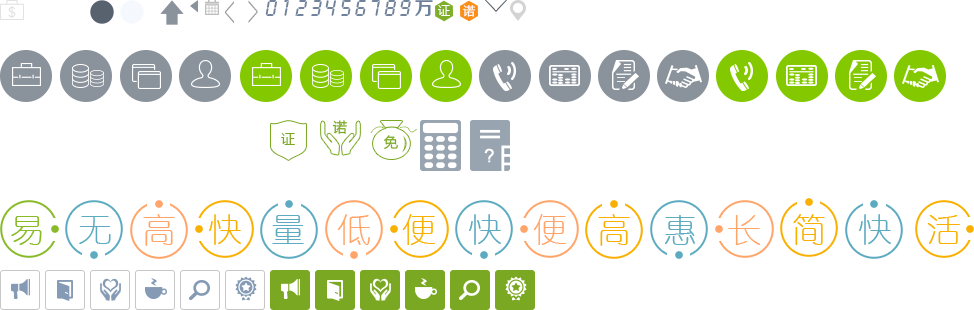 $ 0123456789万 证 诺
证 诺 免 ?
易 无 高 快 量 低 便 快 便 高 惠 长 简 快 活